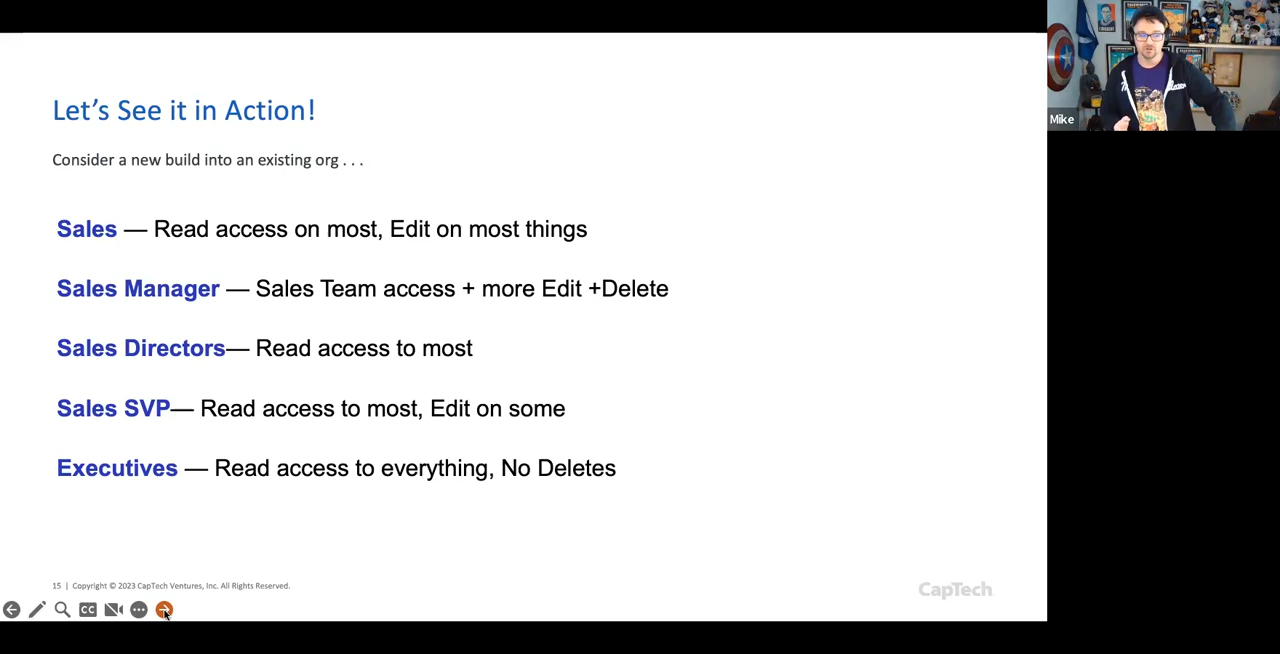 Let's See it in Action!
Consider a new build into an existing org . . .
Sales — Read access on most, Edit on most things
Sales Manager — Sales Team access + more Edit +Delete
Sales Directors— Read access to most
Sales SVP— Read access to most, Edit on some
Executives — Read access to everything, No Deletes
15 | Copyright © 2023 CapTech Ventures, Inc. All Rights Reserved.
CapTech
CC
Mike